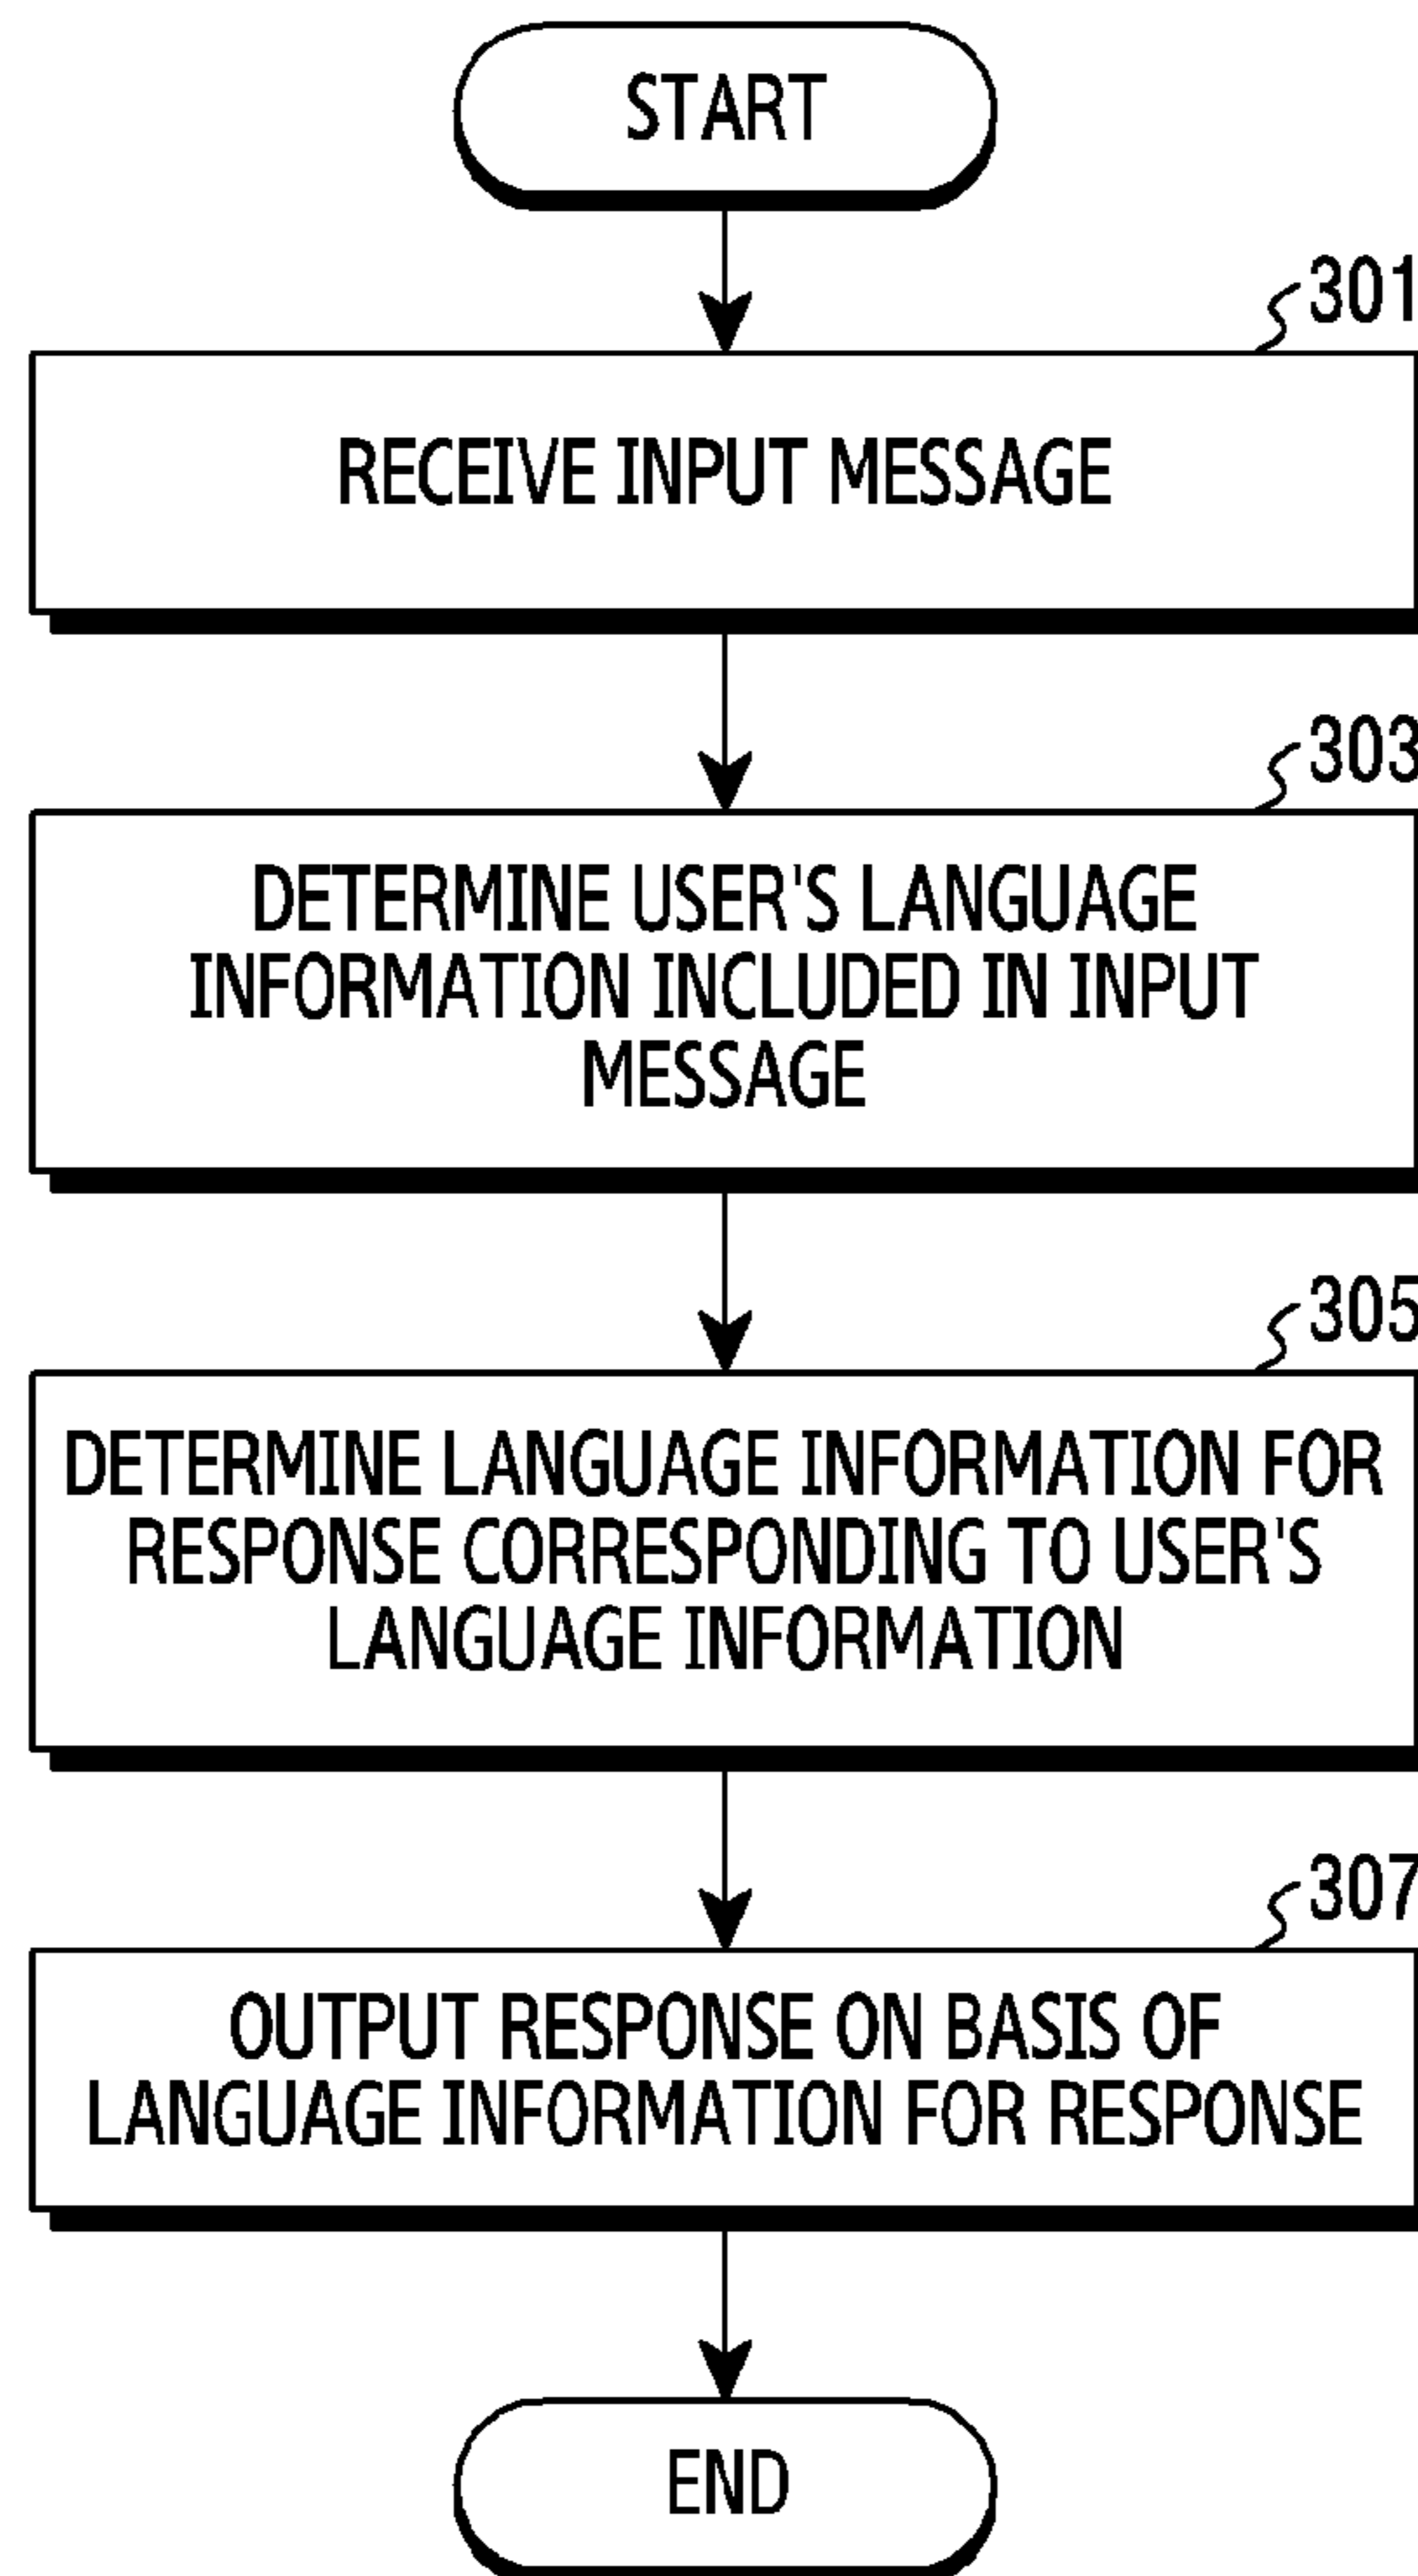 START
301
RECEIVE INPUT MESSAGE
303
DETERMINE USER'S LANGUAGE
INFORMATION INCLUDED IN INPUT
MESSAGE
305
DETERMINE LANGUAGE INFORMATION FOR
RESPONSE CORRESPONDING TO USER'S
LANGUAGE INFORMATION
307
OUTPUT RESPONSE ON BASIS OF
LANGUAGE INFORMATION FOR RESPONSE
END